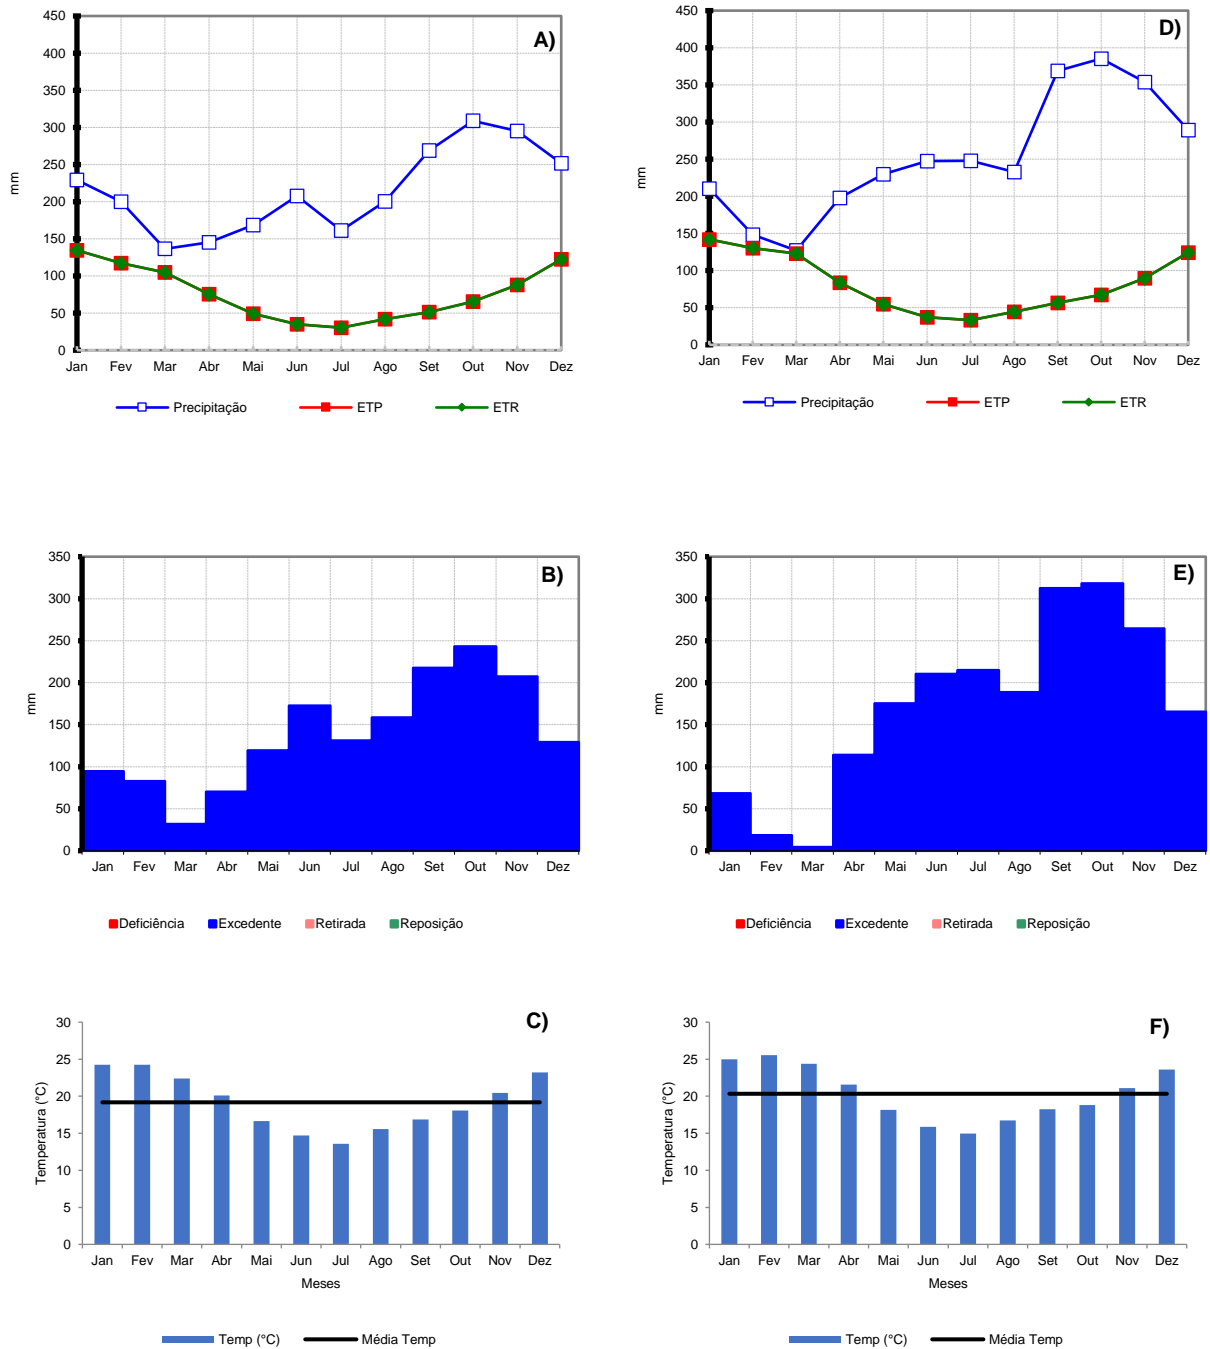 A)
450
400
350
300
250
200
150
100
50
0
mm
Jan Fev Mar Abr Mai Jun Jul Ago Set Out Nov Dez
Precipitação ETP ETR
D)
450
400
350
300
250
200
150
100
50
0
mm
Jan Fev Mar Abr Mai Jun Jul Ago Set Out Nov Dez
Precipitação ETP ETR
B)
350
300
250
200
150
100
50
0
mm
Jan Fev Mar Abr Mai Jun Jul Ago Set Out Nov Dez
Deficiência Excedente Retirada Reposição
E)
350
300
250
200
150
100
50
0
mm
Jan Fev Mar Abr Mai Jun Jul Ago Set Out Nov Dez
Deficiência Excedente Retirada Reposição
C)
30
25
20
15
10
5
0
Temperatura (°C)
Jan Fev Mar Abr Mai Jun Jul Ago Set Out Nov Dez
Meses
Temp (°C) Média Temp
F)
30
25
20
15
10
5
0
Temperatura (°C)
Jan Fev Mar Abr Mai Jun Jul Ago Set Out Nov Dez
Meses
Temp (°C) Média Temp